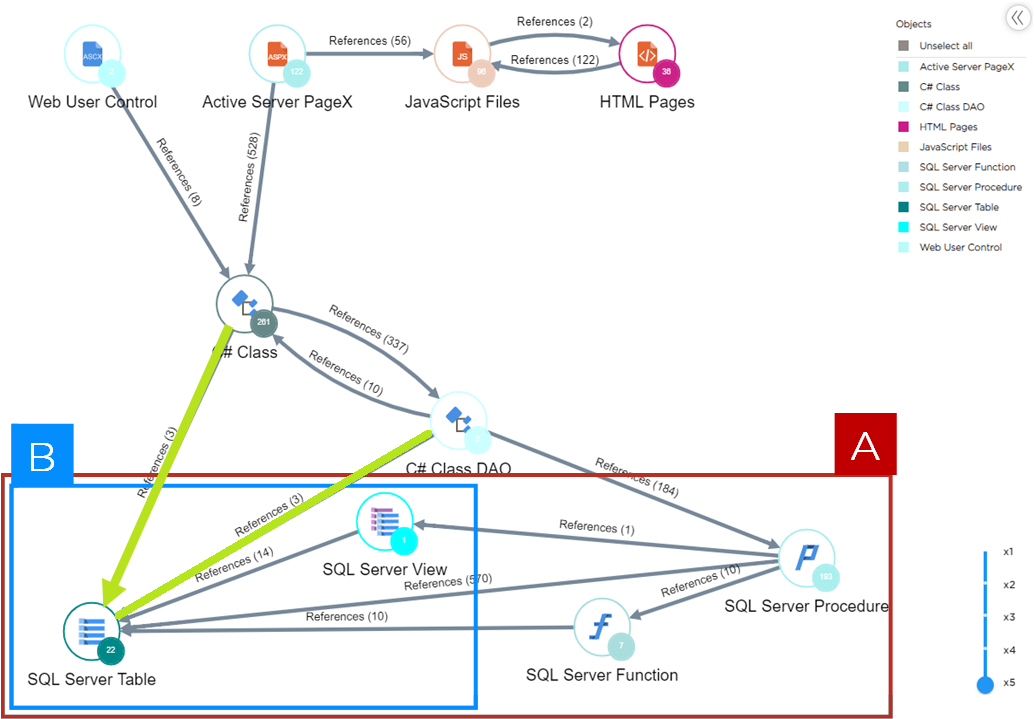 References (2)
References (56)
References (122)
ASCX
2
ASPX
122
JS
96
36
Web User Control
Active Server PageX
JavaScript Files
HTML Pages
References (8)
References (528)
261
C# Class
References (337)
References (10)
C# Class DAO
References (3)
References (3)
References (184)
B
A
1
SQL Server View
References (14)
References (1)
References (570)
References (10)
193
SQL Server Procedure
References (10)
22
SQL Server Table
7
SQL Server Function
Objects
Unselect all
Active Server PageX
C# Class
C# Class DAO
HTML Pages
JavaScript Files
SQL Server Function
SQL Server Procedure
SQL Server Table
SQL Server View
Web User Control
x1
x2
x3
x4
x5